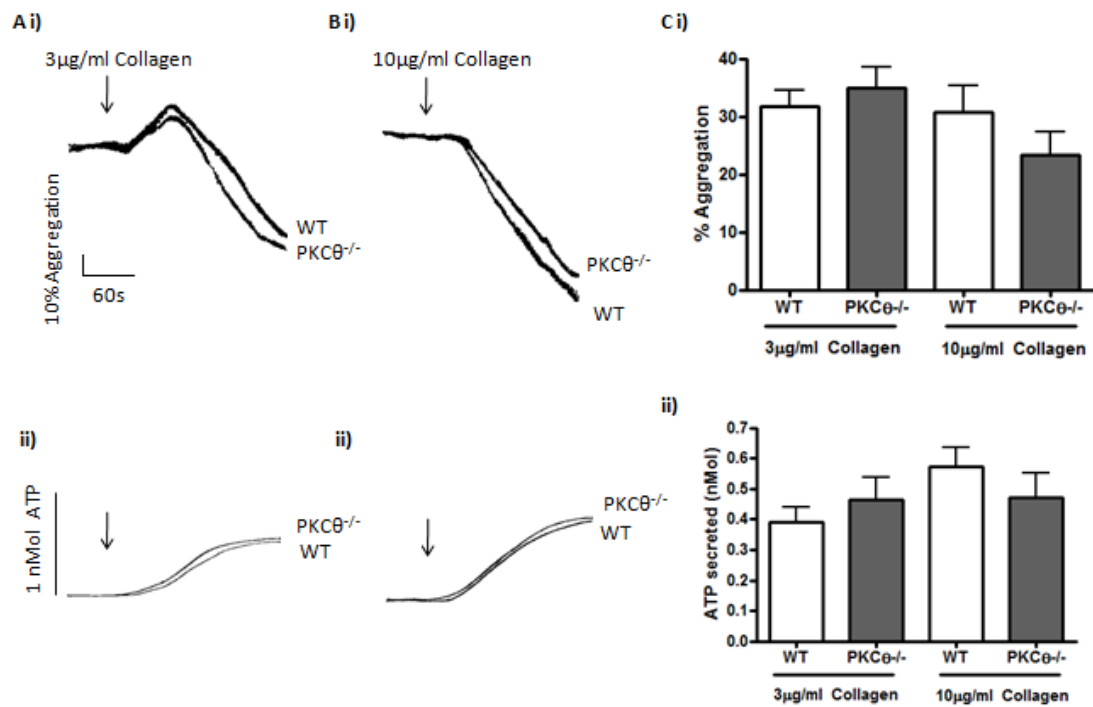 A i)
3µg/ml Collagen
10%Aggregation
60s
WT
PKCθ-/-
B i)
10µg/ml Collagen
PKCθ-/-
WT
C i)
% Aggregation
40
30
20
10
0
WT
PKCθ-/-
WT
PKCθ-/-
3µg/ml Collagen
10µg/ml Collagen
ii)
1 nMol ATP
PKCθ-/-
WT
ii)
PKCθ-/-
WT
ii)
ATP secreted (nMol)
0.7
0.6
0.5
0.4
0.3
0.2
0.1
0.0
WT
PKCθ-/-
WT
PKCθ-/-
3µg/ml Collagen
10µg/ml Collagen